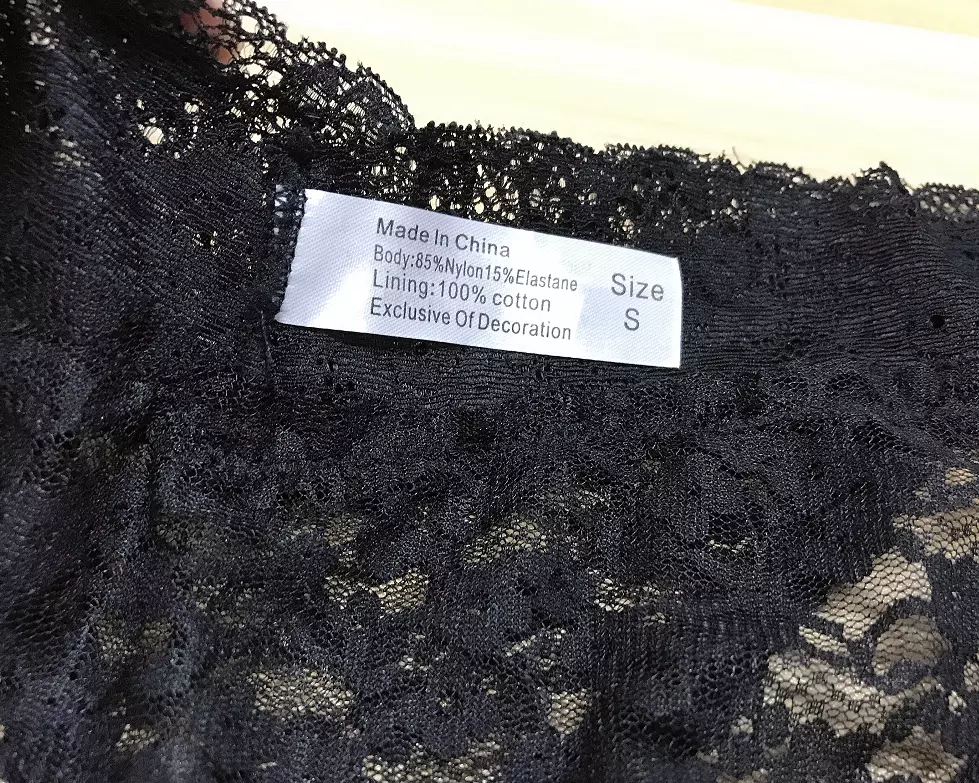 Made In China
Body:85%Nylon15%Elastane
Lining:100% cotton
Exclusive Of Decoration
Size
S